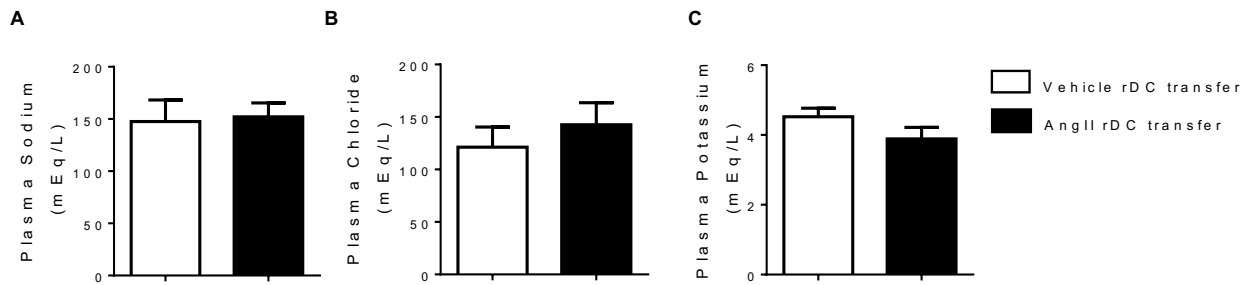 A
Plasma Sodium
(mEq/L)
200
150
100
50
0
B
Plasma Chloride
(mEq/L)
200
150
100
50
0
C
Plasma Potassium
(mEq/L)
6
4
2
0
Vehicle rDC transfer
AngII rDC transfer